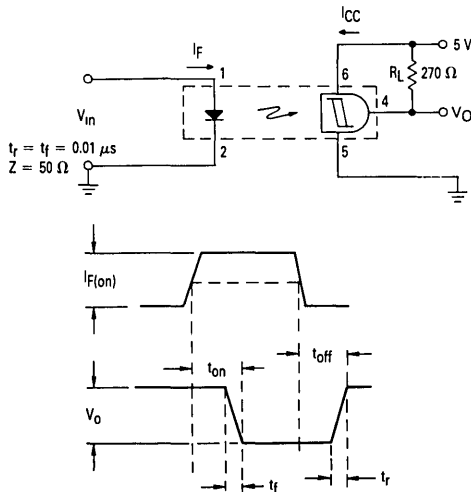 I_CC
I_F
5 V
1
6
R_L
270 Ω
4
V_in
V_O
2
5
t_r = t_f = 0.01 μs
Z = 50 Ω
I_F(on)
t_on
t_off
V_o
t_f
t_r